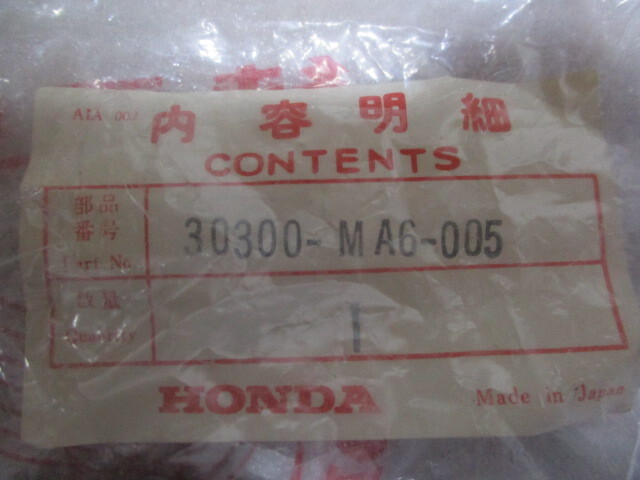 AIA 002
内容明細
CONTENTS
部品
番号
Part No.
30300-MA6-005
数量
Quantity
1
HONDA
Made in Japan